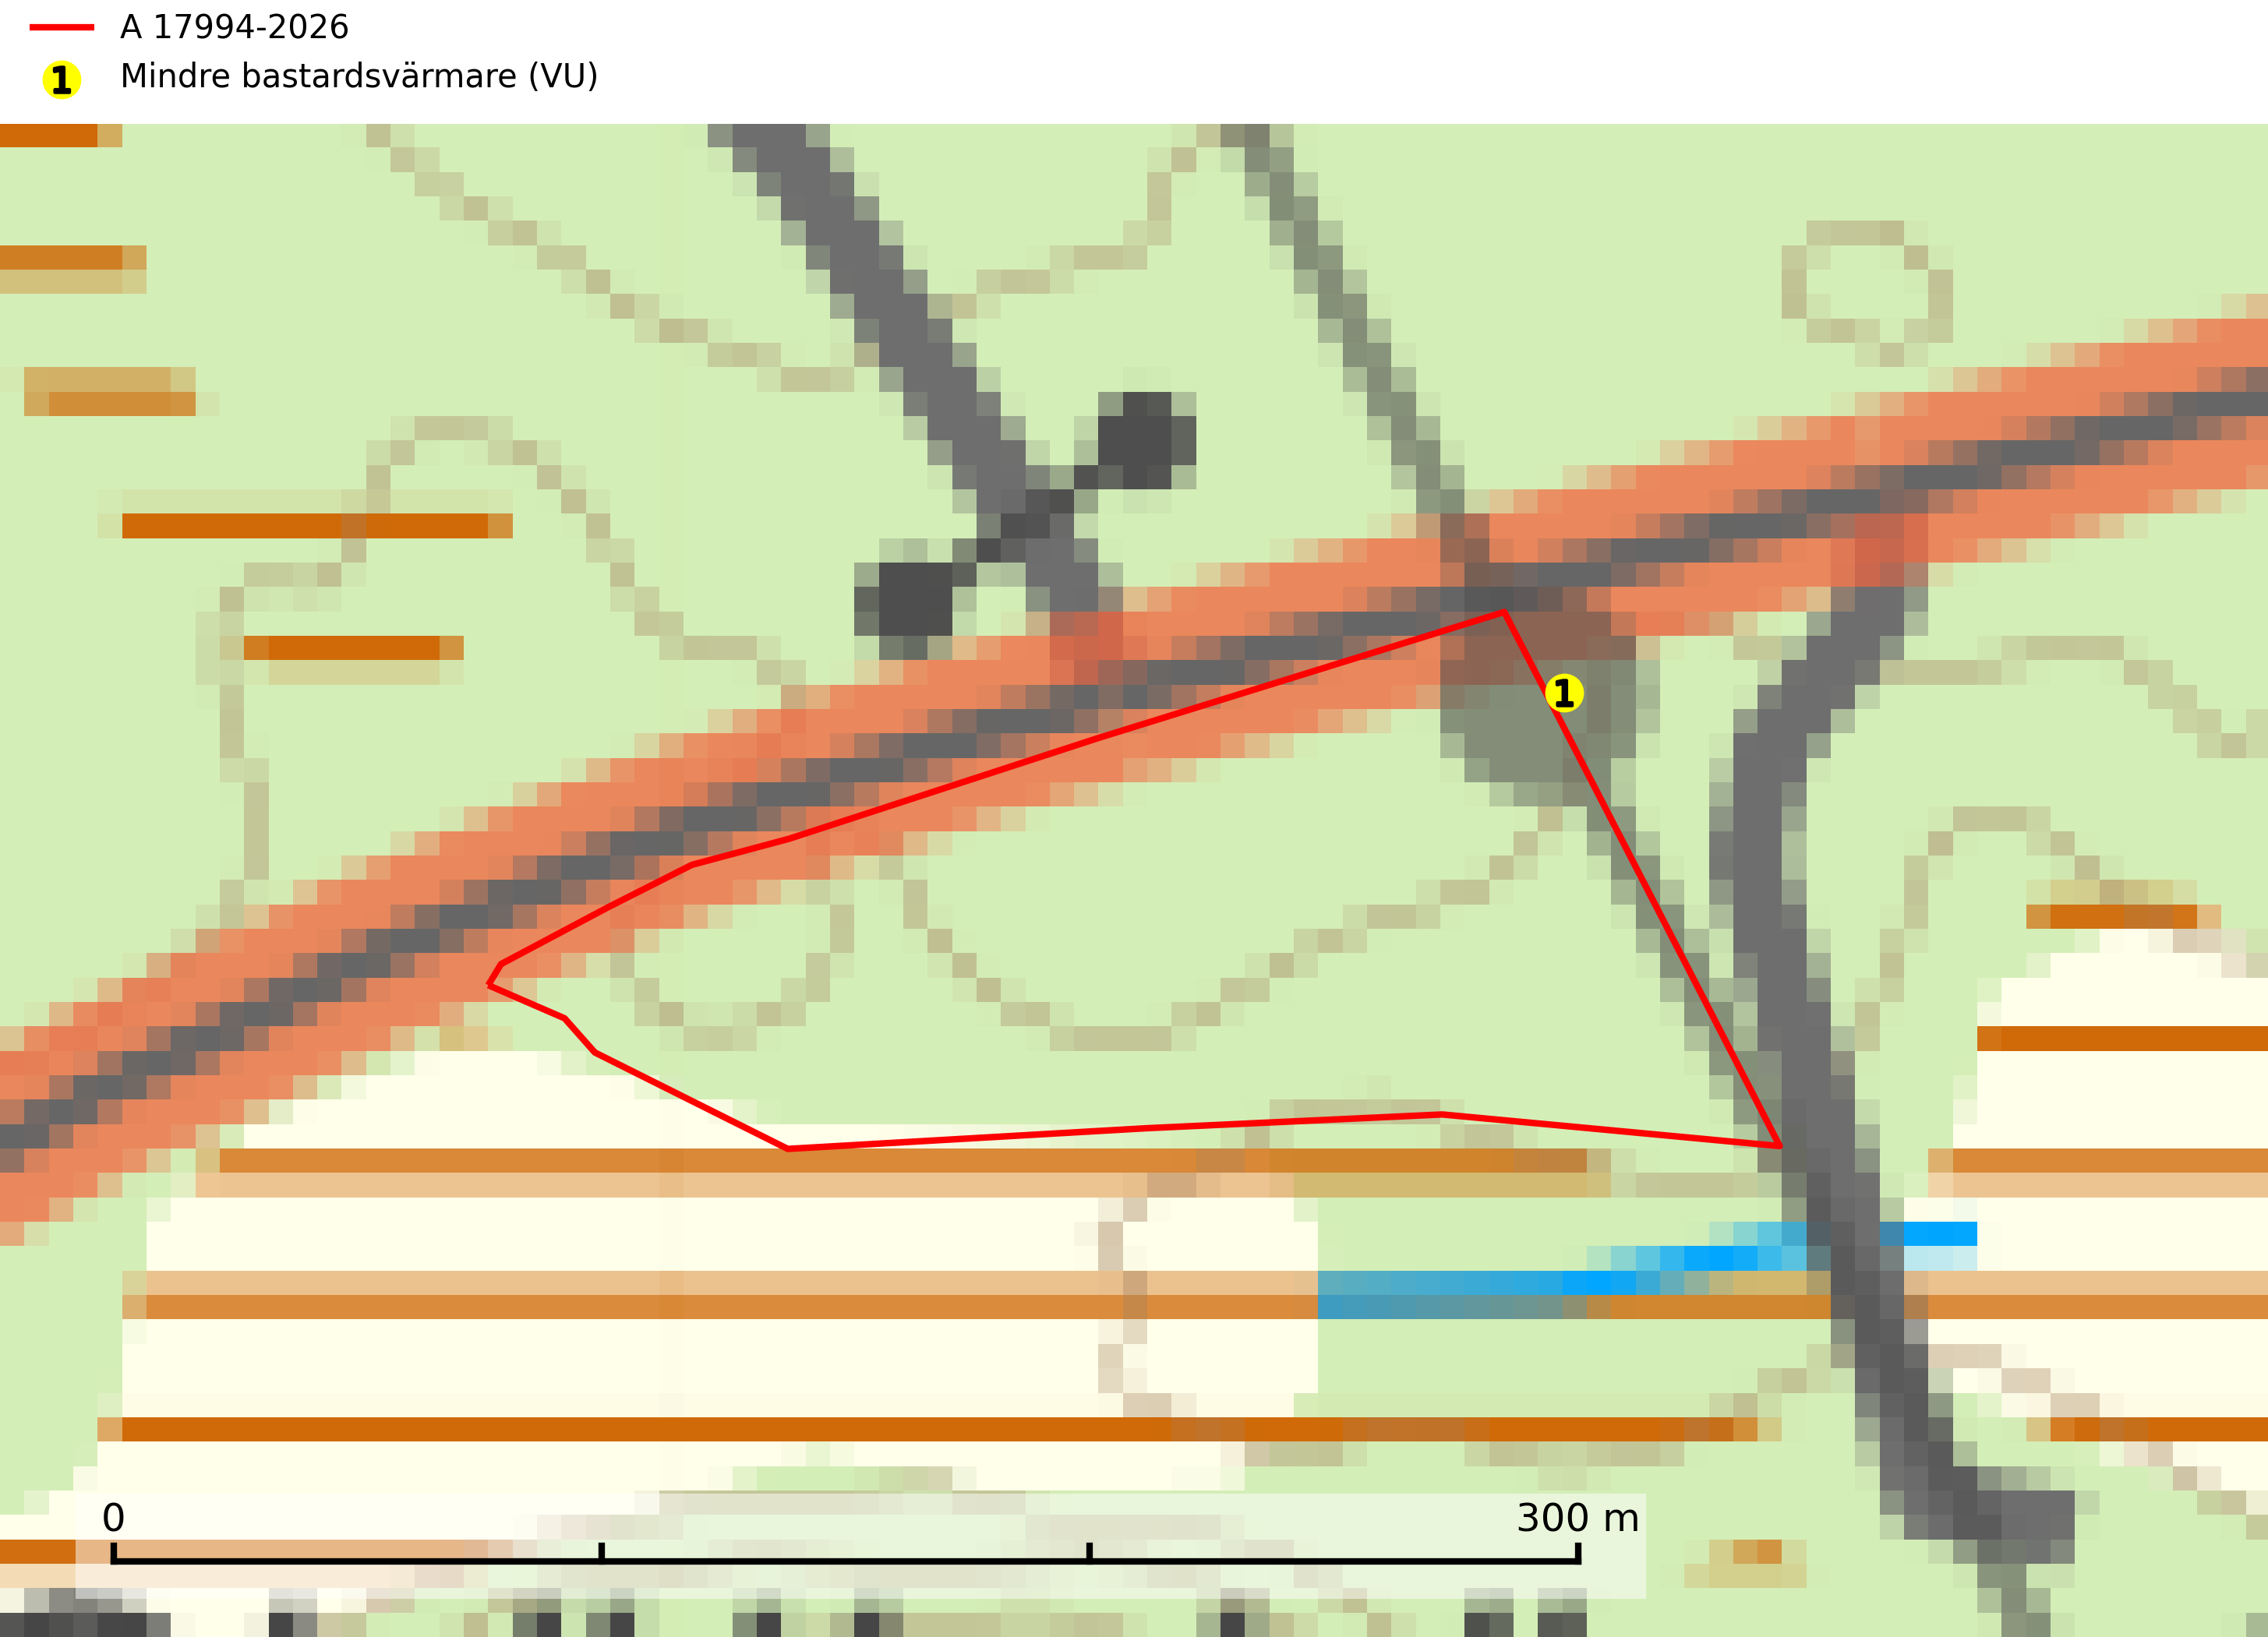 A 17994-2026
1 Mindre bastardsvärmare (VU)
1
0 300 m